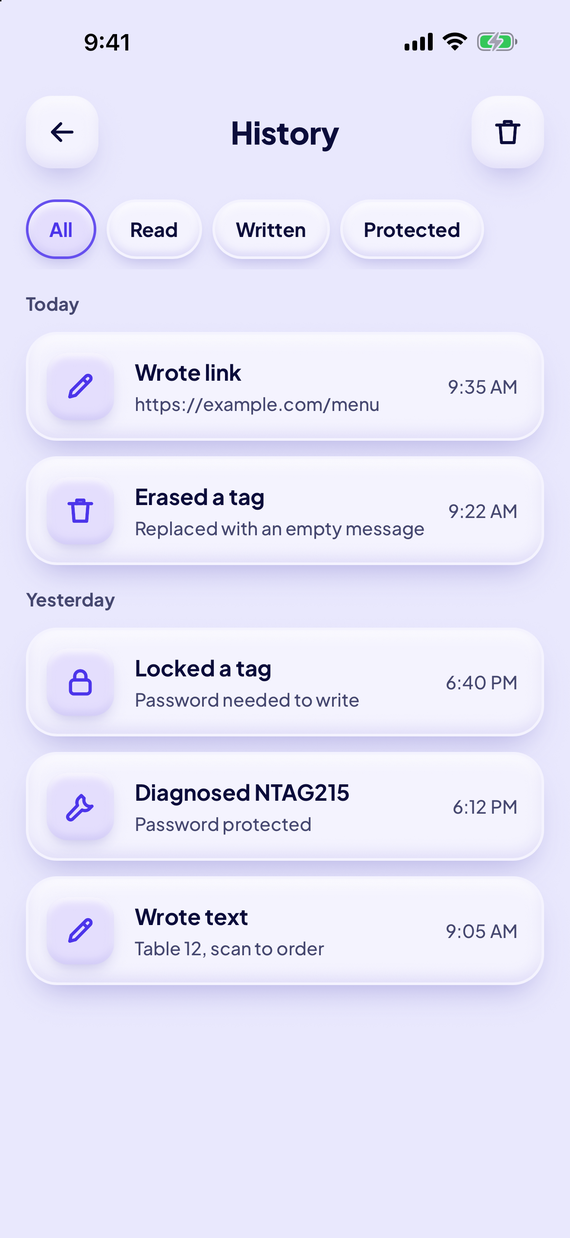 9:41
History
All
Read
Written
Protected
Today
Wrote link
https://example.com/menu
9:35 AM
Erased a tag
Replaced with an empty message
9:22 AM
Yesterday
Locked a tag
Password needed to write
6:40 PM
Diagnosed NTAG215
Password protected
6:12 PM
Wrote text
Table 12, scan to order
9:05 AM